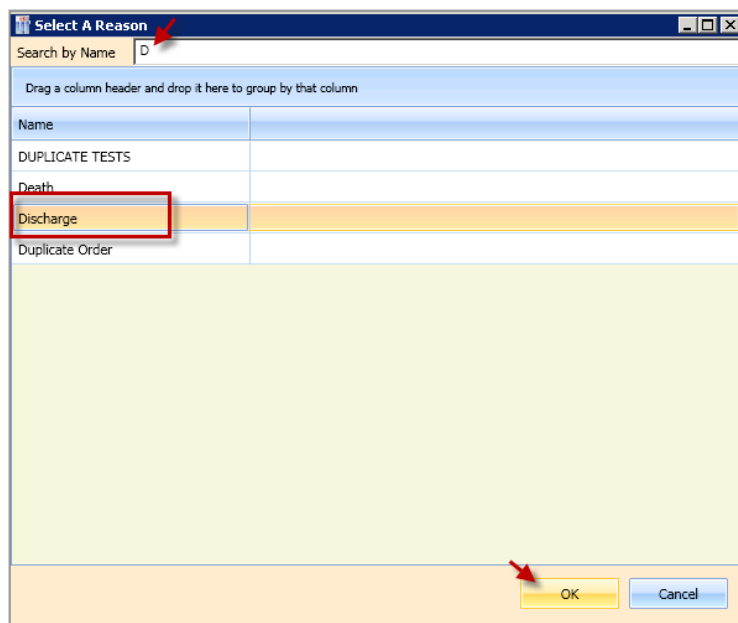 Select A Reason
Search by Name D
Drag a column header and drop it here to group by that column
Name
DUPLICATE TESTS
Death
Discharge
Duplicate Order
OK Cancel